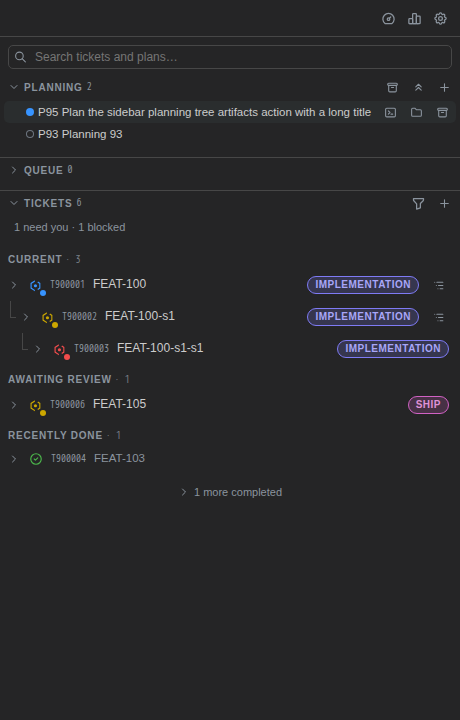 Search tickets and plans…
PLANNING 2
P95 Plan the sidebar planning tree artifacts action with a long title
P93 Planning 93
QUEUE 0
TICKETS 6
1 need you · 1 blocked
CURRENT · 3
T900001 FEAT-100 IMPLEMENTATION
T900002 FEAT-100-s1 IMPLEMENTATION
T900003 FEAT-100-s1-s1 IMPLEMENTATION
AWAITING REVIEW · 1
T900006 FEAT-105 SHIP
RECENTLY DONE · 1
T900004 FEAT-103
1 more completed